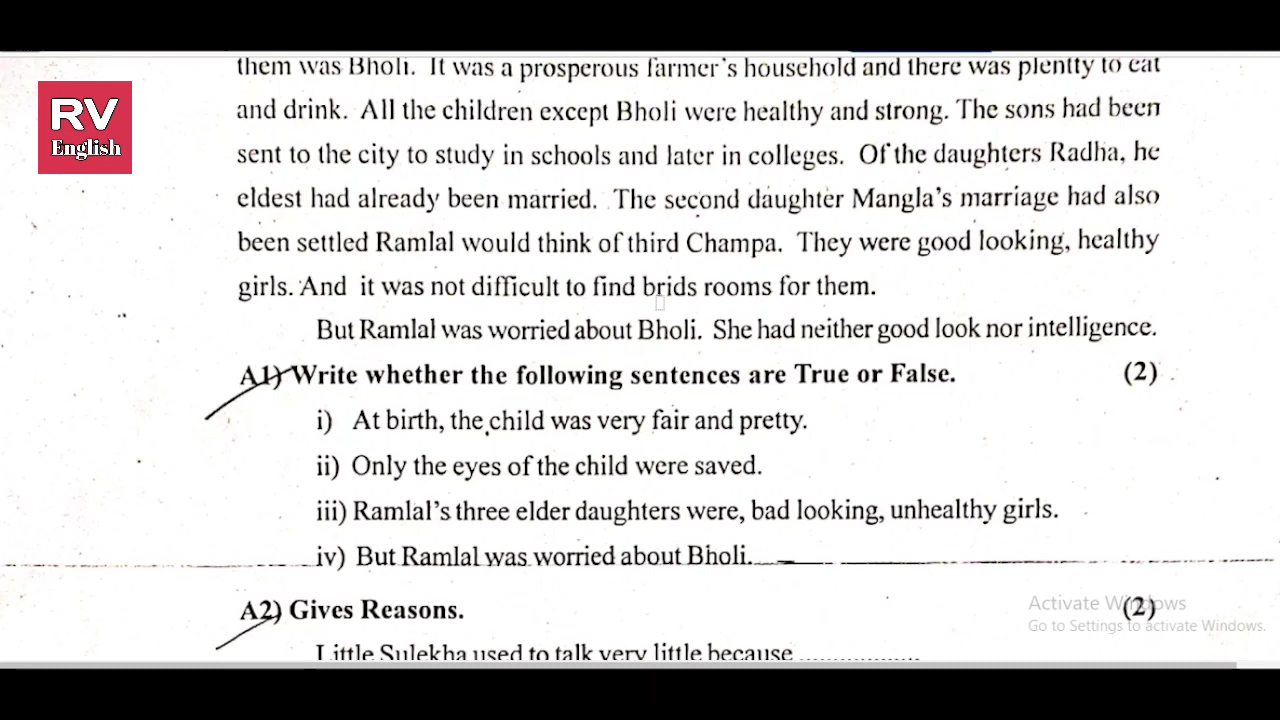 them was Bholi. It was a prosperous farmer's household and there was plentty to eat
RV
English
and drink. All the children except Bholi were healthy and strong. The sons had been
sent to the city to study in schools and later in colleges. Of the daughters Radha, he
eldest had already been married. The second daughter Mangla's marriage had also
been settled Ramlal would think of third Champa. They were good looking, healthy
girls. And it was not difficult to find brids rooms for them.
But Ramlal was worried about Bholi. She had neither good look nor intelligence.
A1) Write whether the following sentences are True or False. (2)
i) At birth, the child was very fair and pretty.
ii) Only the eyes of the child were saved.
iii) Ramlal's three elder daughters were, bad looking, unhealthy girls.
iv) But Ramlal was worried about Bholi.
A2) Gives Reasons. (2)
Activate Windows
Go to Settings to activate Windows.
Little Sulekha used to talk very little because ..................